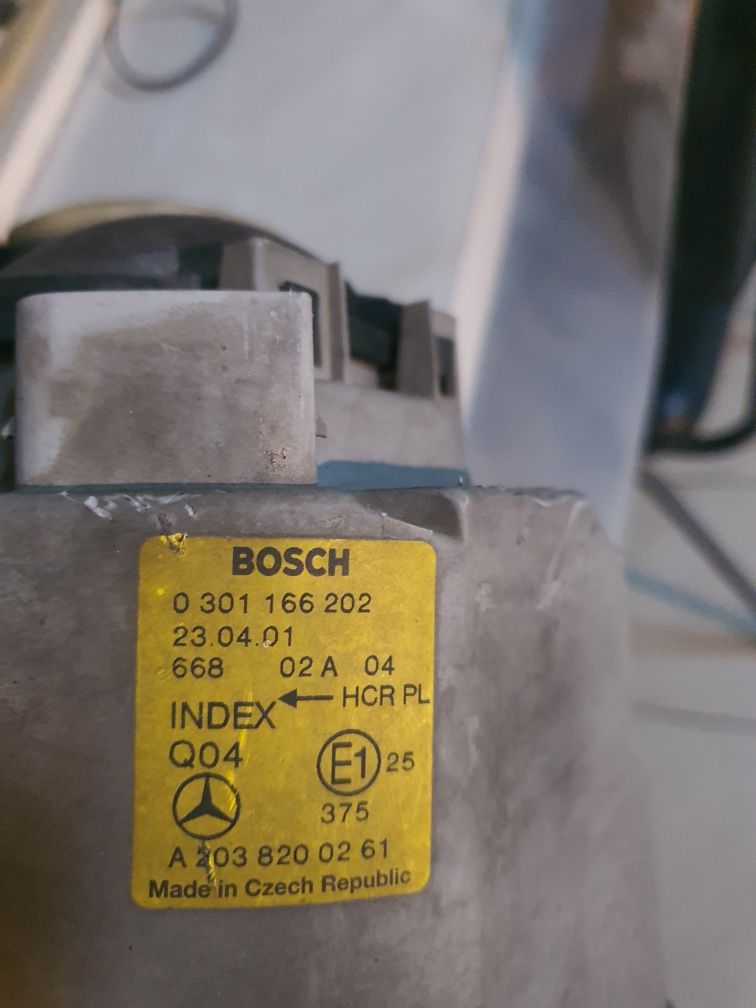 BOSCH
0 301 166 202
23.04.01
668 02 A 04
INDEX ← HCR PL
Q04 E1 25
375
A 203 820 02 61
Made in Czech Republic